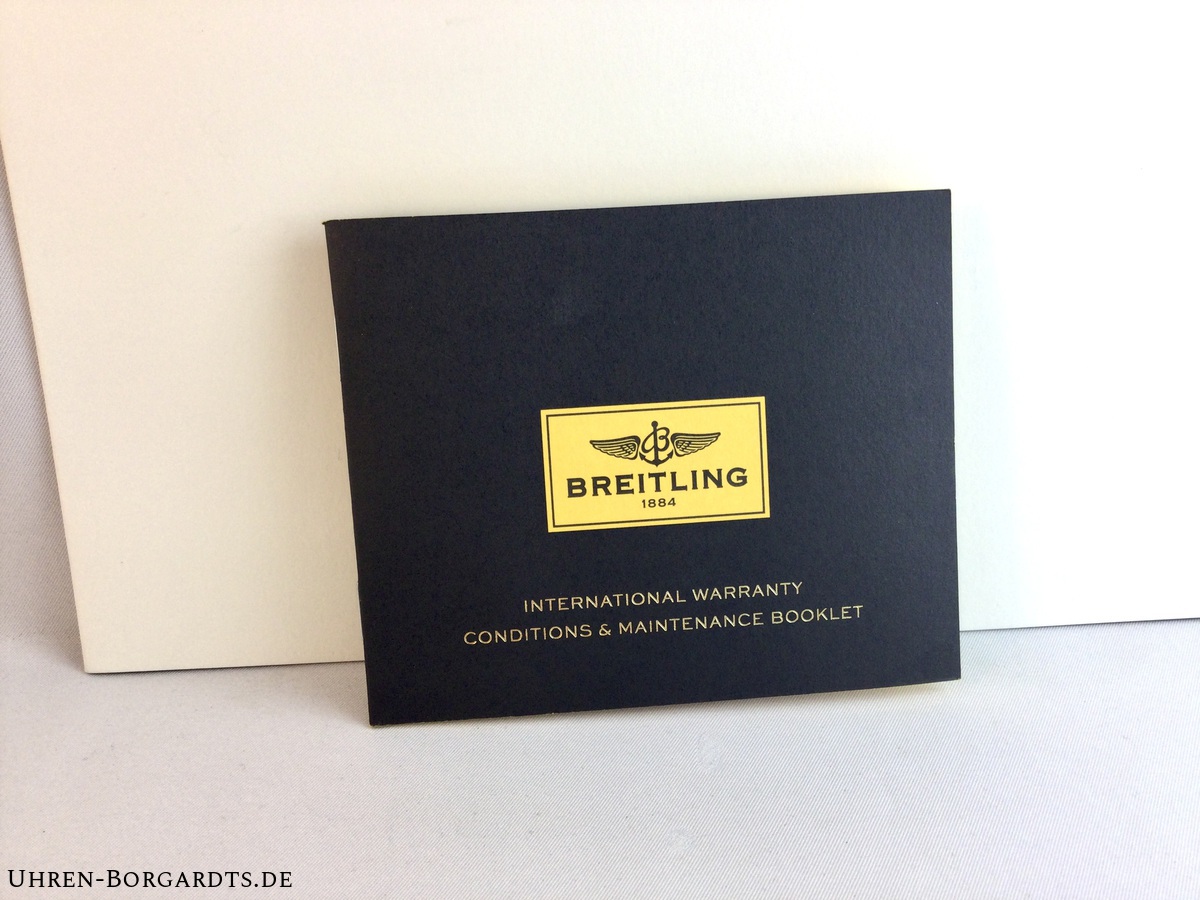 B
BREITLING
1884
INTERNATIONAL WARRANTY
CONDITIONS & MAINTENANCE BOOKLET
UHREN-BORGARDTS.DE